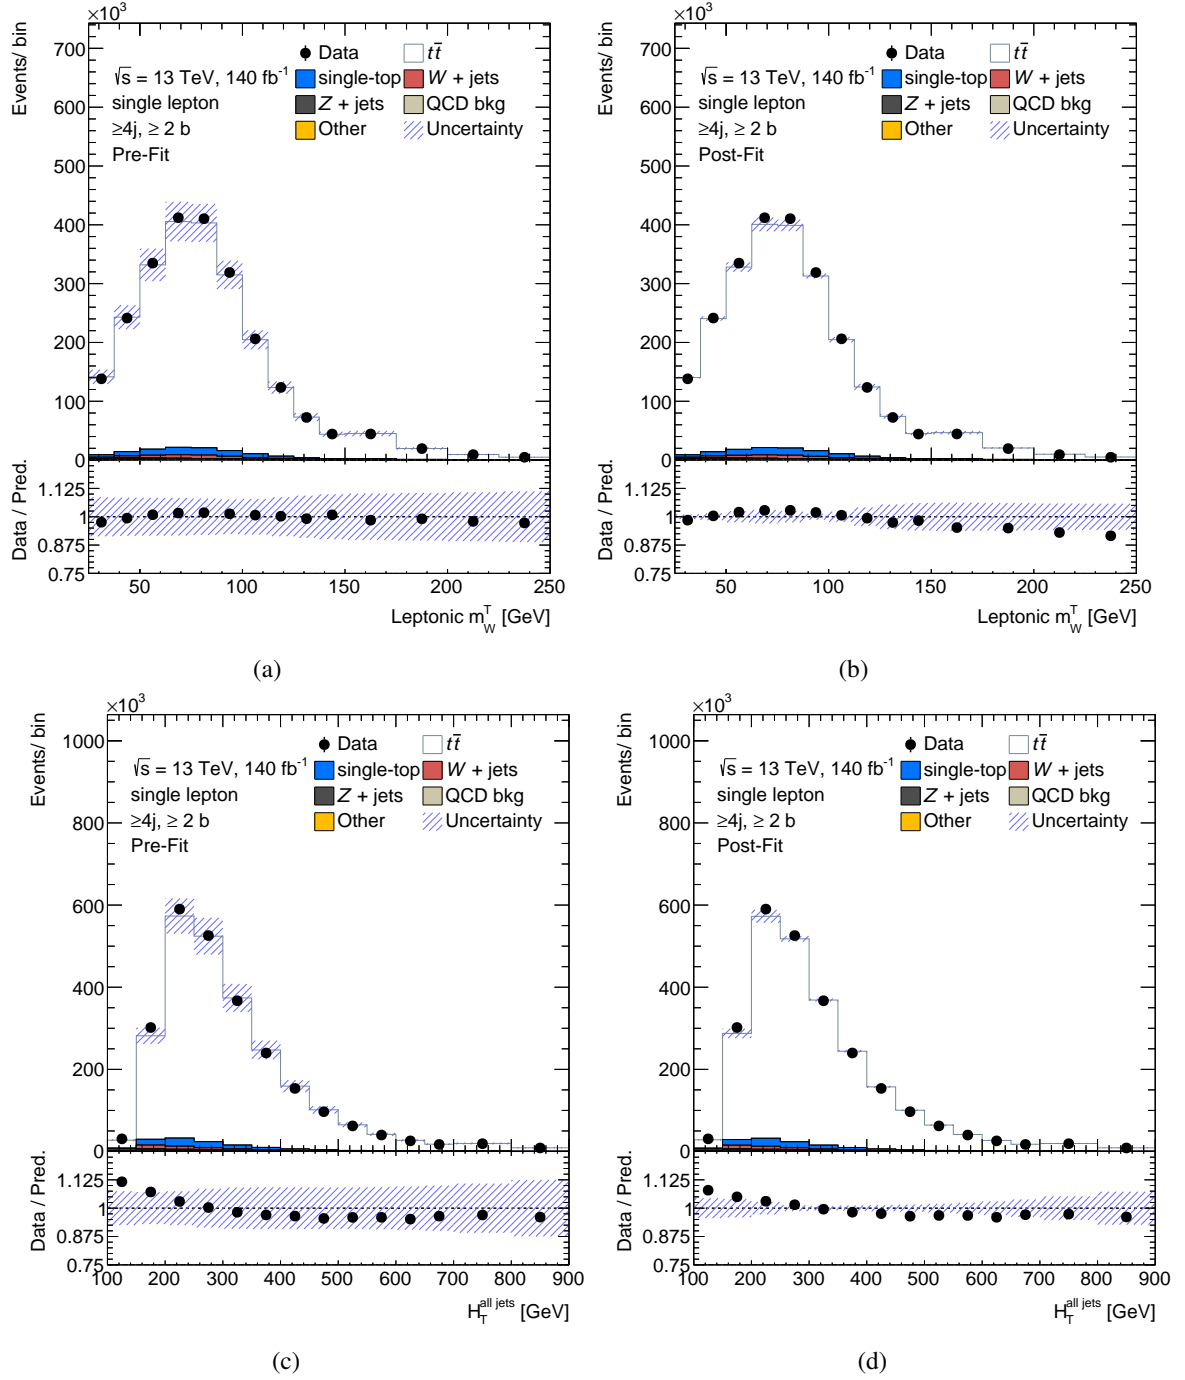 ×10³
Events/ bin
700
600
500
400
300
200
100
0
Data
tt̄
√s = 13 TeV, 140 fb⁻¹
single-top
W + jets
single lepton
Z + jets
QCD bkg
≥4j, ≥ 2 b
Other
Uncertainty
Pre-Fit
Data / Pred.
1.125
1
0.875
0.75
50 100 150 200 250
Leptonic m_W^T [GeV]
(a)
×10³
Events/ bin
700
600
500
400
300
200
100
0
Data
tt̄
√s = 13 TeV, 140 fb⁻¹
single-top
W + jets
single lepton
Z + jets
QCD bkg
≥4j, ≥ 2 b
Other
Uncertainty
Post-Fit
Data / Pred.
1.125
1
0.875
0.75
50 100 150 200 250
Leptonic m_W^T [GeV]
(b)
×10³
Events/ bin
1000
800
600
400
200
0
Data
tt̄
√s = 13 TeV, 140 fb⁻¹
single-top
W + jets
single lepton
Z + jets
QCD bkg
≥4j, ≥ 2 b
Other
Uncertainty
Pre-Fit
Data / Pred.
1.125
1
0.875
0.75
100 200 300 400 500 600 700 800 900
H_T^all jets [GeV]
(c)
×10³
Events/ bin
1000
800
600
400
200
0
Data
tt̄
√s = 13 TeV, 140 fb⁻¹
single-top
W + jets
single lepton
Z + jets
QCD bkg
≥4j, ≥ 2 b
Other
Uncertainty
Post-Fit
Data / Pred.
1.125
1
0.875
0.75
100 200 300 400 500 600 700 800 900
H_T^all jets [GeV]
(d)